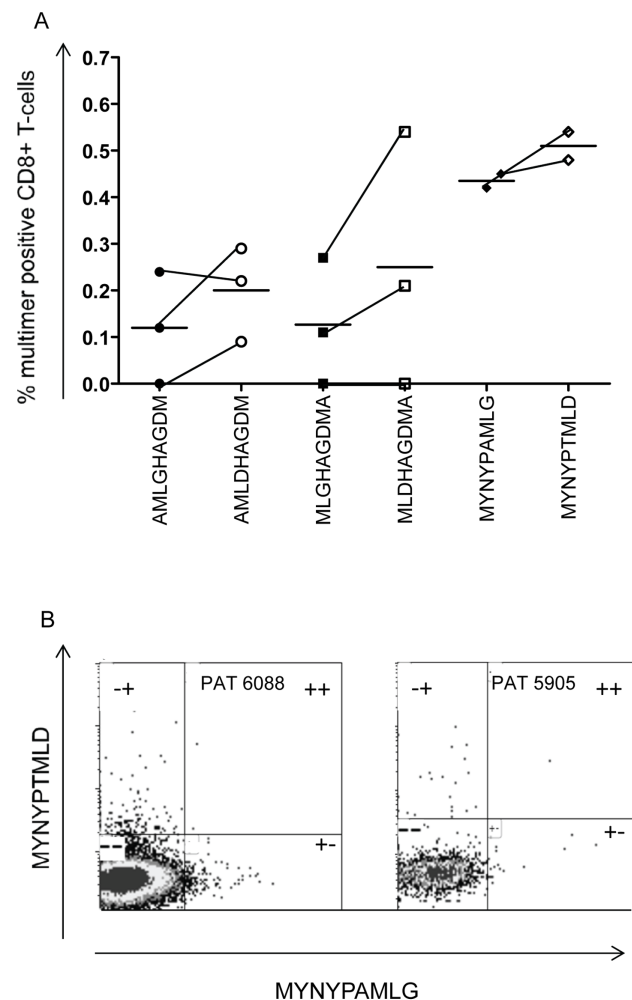 A
% multimer positive CD8+ T-cells
0.7
0.6
0.5
0.4
0.3
0.2
0.1
0.0
AMLGHAGDM
AMLDHAGDM
MLGHAGDMA
MLDHAGDMA
MYNYPAMLG
MYNYPTMLD
B
MYNYPTMLD
-+ PAT 6088 ++
-- +-
-+ PAT 5905 ++
-- +- +-
MYNYPAMLG